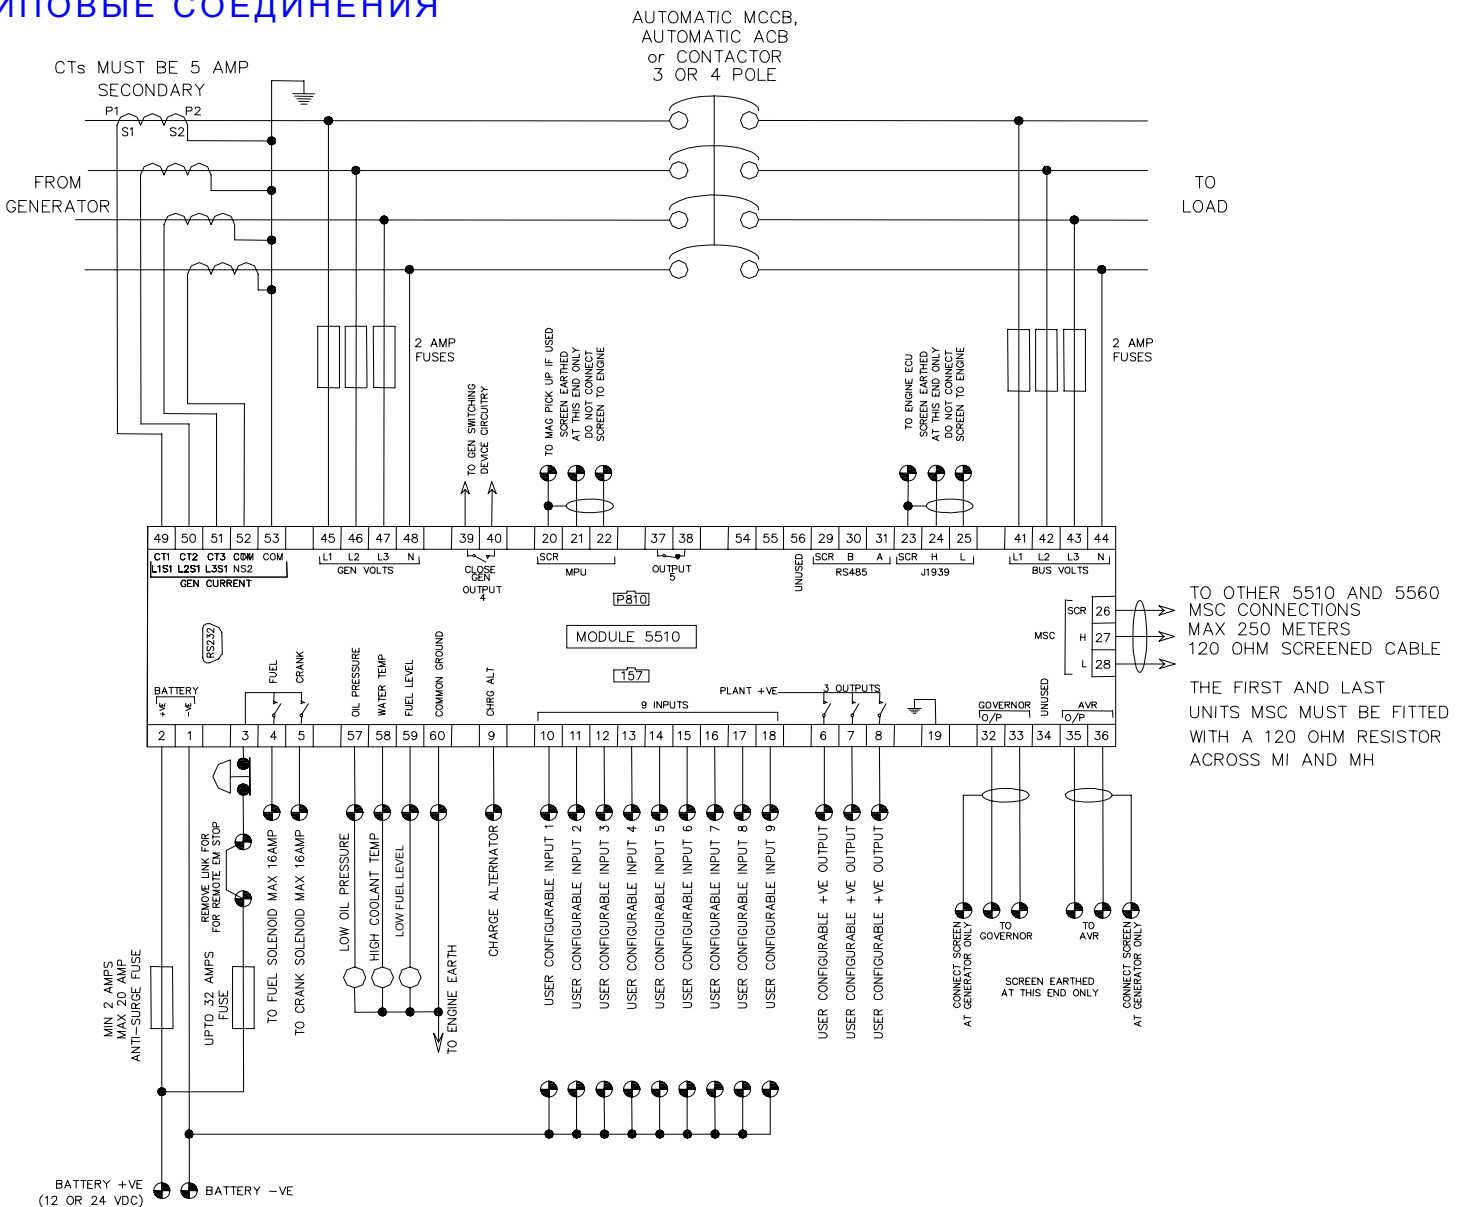 ИПОВЫЕ СОЕДИНЕНИЯ
AUTOMATIC MCCB,
AUTOMATIC ACB
or CONTACTOR
3 OR 4 POLE
CTs MUST BE 5 AMP
SECONDARY
P1 P2
S1 S2
FROM
GENERATOR
TO
LOAD
2 AMP
FUSES
2 AMP
FUSES
TO GEN SWITCHING
DEVICE CIRCUITRY
TO MAG PICK UP IF USED
SCREEN EARTHED
AT THIS END ONLY
DO NOT CONNECT
SCREEN TO ENGINE
TO ENGINE ECU
SCREEN EARTHED
AT THIS END ONLY
DO NOT CONNECT
SCREEN TO ENGINE
49 50 51 52 53 45 46 47 48 39 40 20 21 22 37 38 54 55 56 29 30 31 23 24 25 41 42 43 44
CT1 CT2 CT3 COM
L1S1 L2S1 L3S1 NS2
GEN CURRENT
L1 L2 L3 N
GEN VOLTS
CLOSE
GEN
OUTPUT
4
SCR
MPU
OUTPUT
5
UNUSED
SCR B A
RS485
SCR H L
J1939
L1 L2 L3 N
BUS VOLTS
P810
MODULE 5510
157
RS232
MSC
SCR 26
H 27
L 28
TO OTHER 5510 AND 5560
MSC CONNECTIONS
MAX 250 METERS
120 OHM SCREENED CABLE
THE FIRST AND LAST
UNITS MSC MUST BE FITTED
WITH A 120 OHM RESISTOR
ACROSS MI AND MH
BATTERY
+VE
-VE
FUEL
CRANK
OIL PRESSURE
WATER TEMP
FUEL LEVEL
COMMON GROUND
CHRG ALT
9 INPUTS
PLANT +VE
3 OUTPUTS
GOVERNOR
O/P
UNUSED
AVR
O/P
2 1 3 4 5 57 58 59 60 9 10 11 12 13 14 15 16 17 18 6 7 8 19 32 33 34 35 36
MIN 2 AMPS
MAX 20 AMP
ANTI-SURGE FUSE
REMOVE LINK FOR
FOR REMOTE EM STOP
UPTO 32 AMPS
FUSE
TO FUEL SOLENOID MAX 16AMP
TO CRANK SOLENOID MAX 16AMP
LOW OIL PRESSURE
HIGH COOLANT TEMP
LOW FUEL LEVEL
TO ENGINE EARTH
CHARGE ALTERNATOR
USER CONFIGURABLE INPUT 1
USER CONFIGURABLE INPUT 2
USER CONFIGURABLE INPUT 3
USER CONFIGURABLE INPUT 4
USER CONFIGURABLE INPUT 5
USER CONFIGURABLE INPUT 6
USER CONFIGURABLE INPUT 7
USER CONFIGURABLE INPUT 8
USER CONFIGURABLE INPUT 9
USER CONFIGURABLE +VE OUTPUT
USER CONFIGURABLE +VE OUTPUT
USER CONFIGURABLE +VE OUTPUT
CONNECT SCREEN
AT GENERATOR ONLY
TO
GOVERNOR
TO
AVR
CONNECT SCREEN
AT GENERATOR ONLY
SCREEN EARTHED
AT THIS END ONLY
BATTERY +VE
(12 OR 24 VDC)
BATTERY -VE